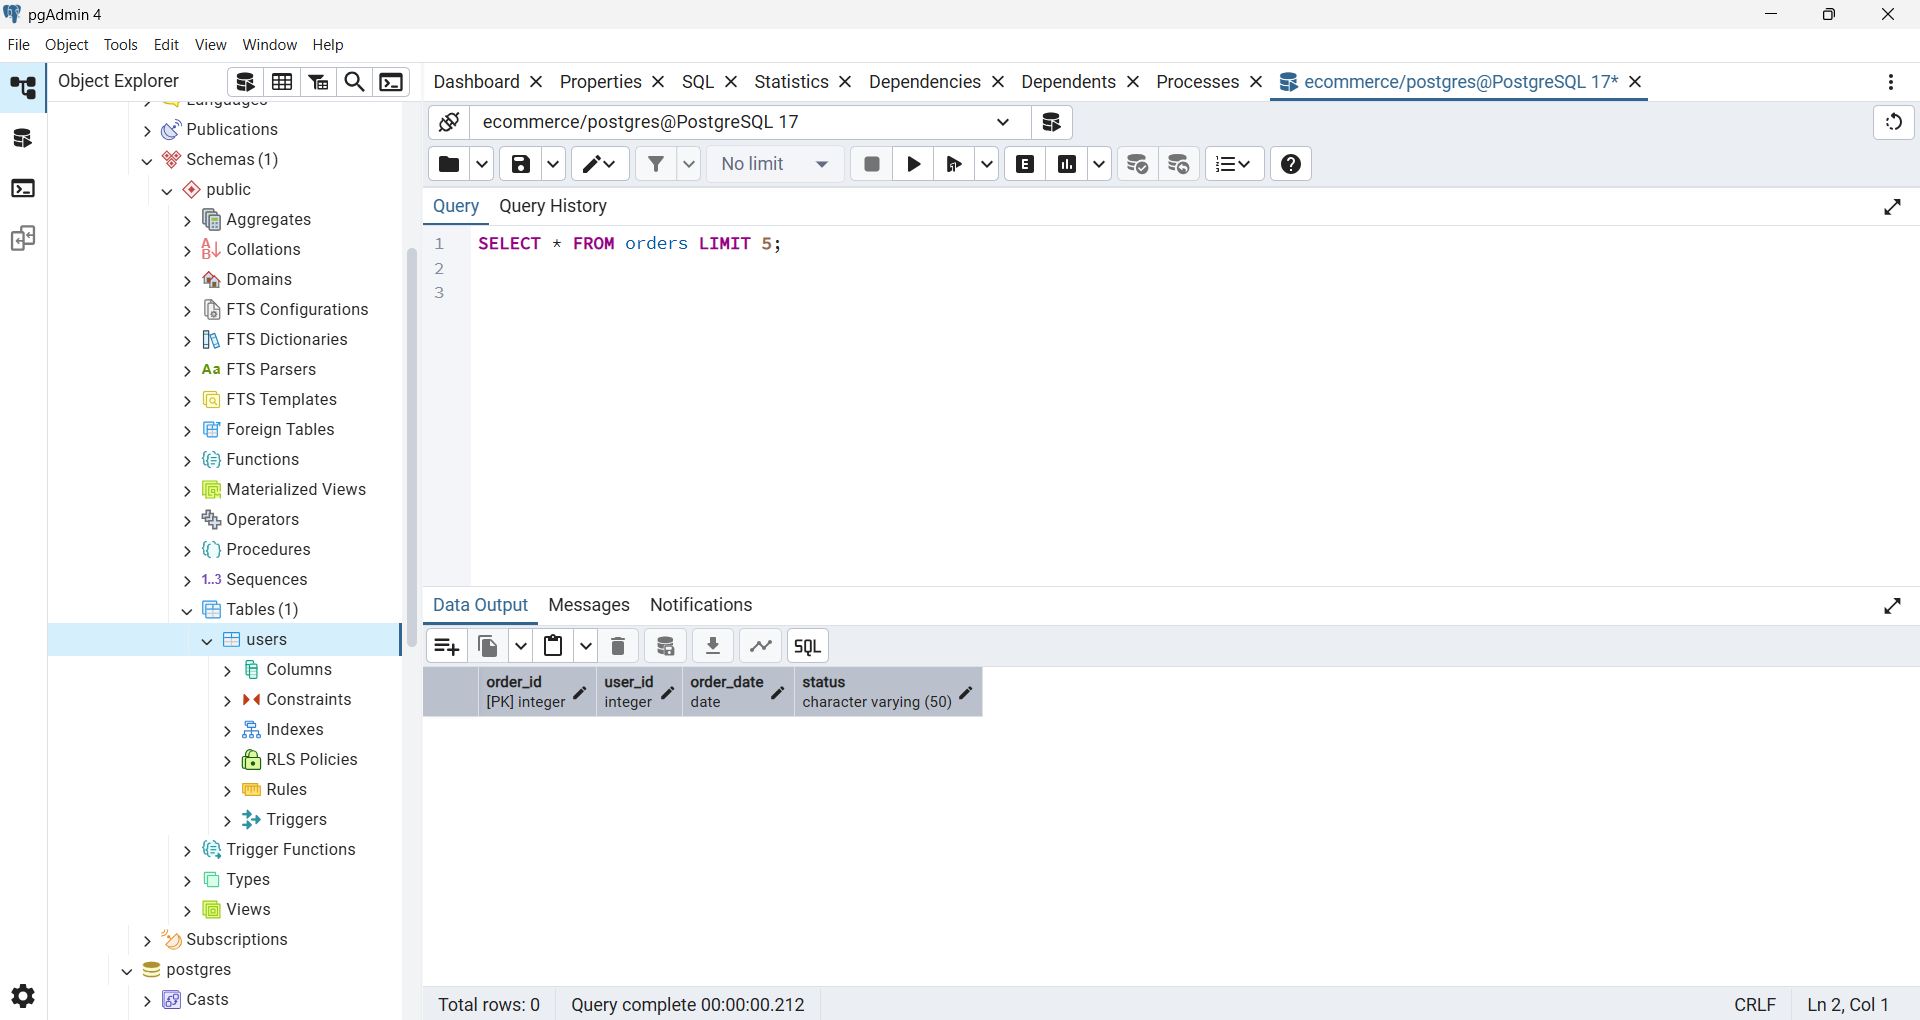 pgAdmin 4
File Object Tools Edit View Window Help
Object Explorer
Dashboard Properties SQL Statistics Dependencies Dependents Processes ecommerce/postgres@PostgreSQL 17*
Languages
Publications
Schemas (1)
public
Aggregates
Collations
Domains
FTS Configurations
FTS Dictionaries
Aa FTS Parsers
FTS Templates
Foreign Tables
Functions
Materialized Views
Operators
Procedures
1..3 Sequences
Tables (1)
users
Columns
Constraints
Indexes
RLS Policies
Rules
Triggers
Trigger Functions
Types
Views
Subscriptions
postgres
Casts
ecommerce/postgres@PostgreSQL 17
No limit
E
Query Query History
1 SELECT * FROM orders LIMIT 5;
2
3
Data Output Messages Notifications
SQL
order_id user_id order_date status
[PK] integer integer date character varying (50)
Total rows: 0 Query complete 00:00:00.212 CRLF Ln 2, Col 1